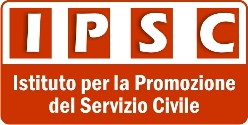 IPSC
Istituto per la Promozione
del Servizio Civile